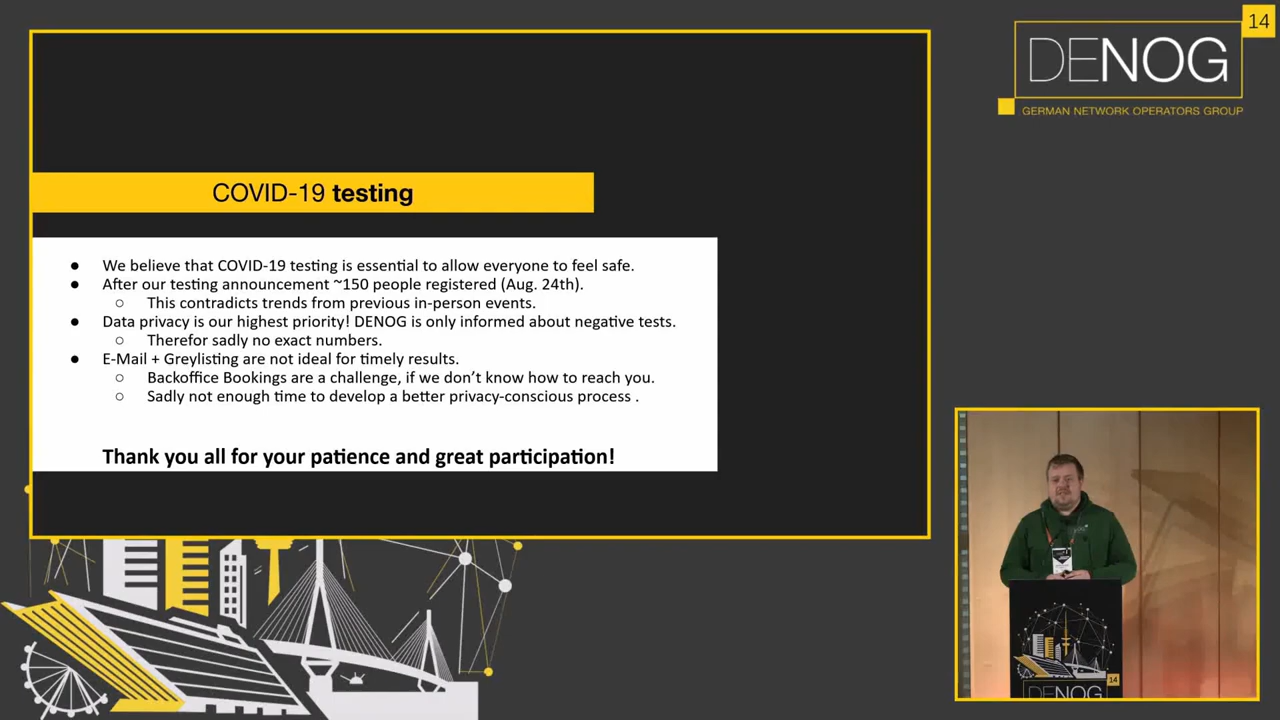 14
DENOG
GERMAN NETWORK OPERATORS GROUP
COVID-19 testing
● We believe that COVID-19 testing is essential to allow everyone to feel safe.
● After our testing announcement ~150 people registered (Aug. 24th).
○ This contradicts trends from previous in-person events.
● Data privacy is our highest priority! DENOG is only informed about negative tests.
○ Therefor sadly no exact numbers.
● E-Mail + Greylisting are not ideal for timely results.
○ Backoffice Bookings are a challenge, if we don't know how to reach you.
○ Sadly not enough time to develop a better privacy-conscious process .
Thank you all for your patience and great participation!
14
DENOG